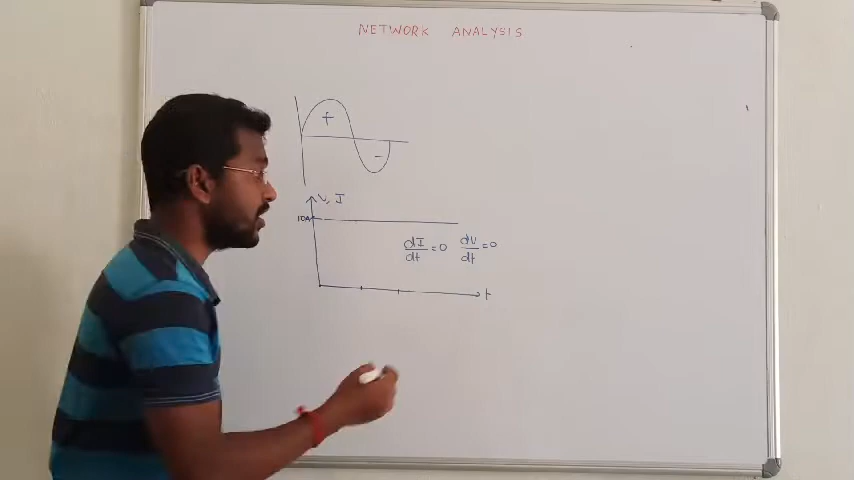 NETWORK ANALYSIS
+
-
V, I
10A
dI/dt = 0 dV/dt = 0
t